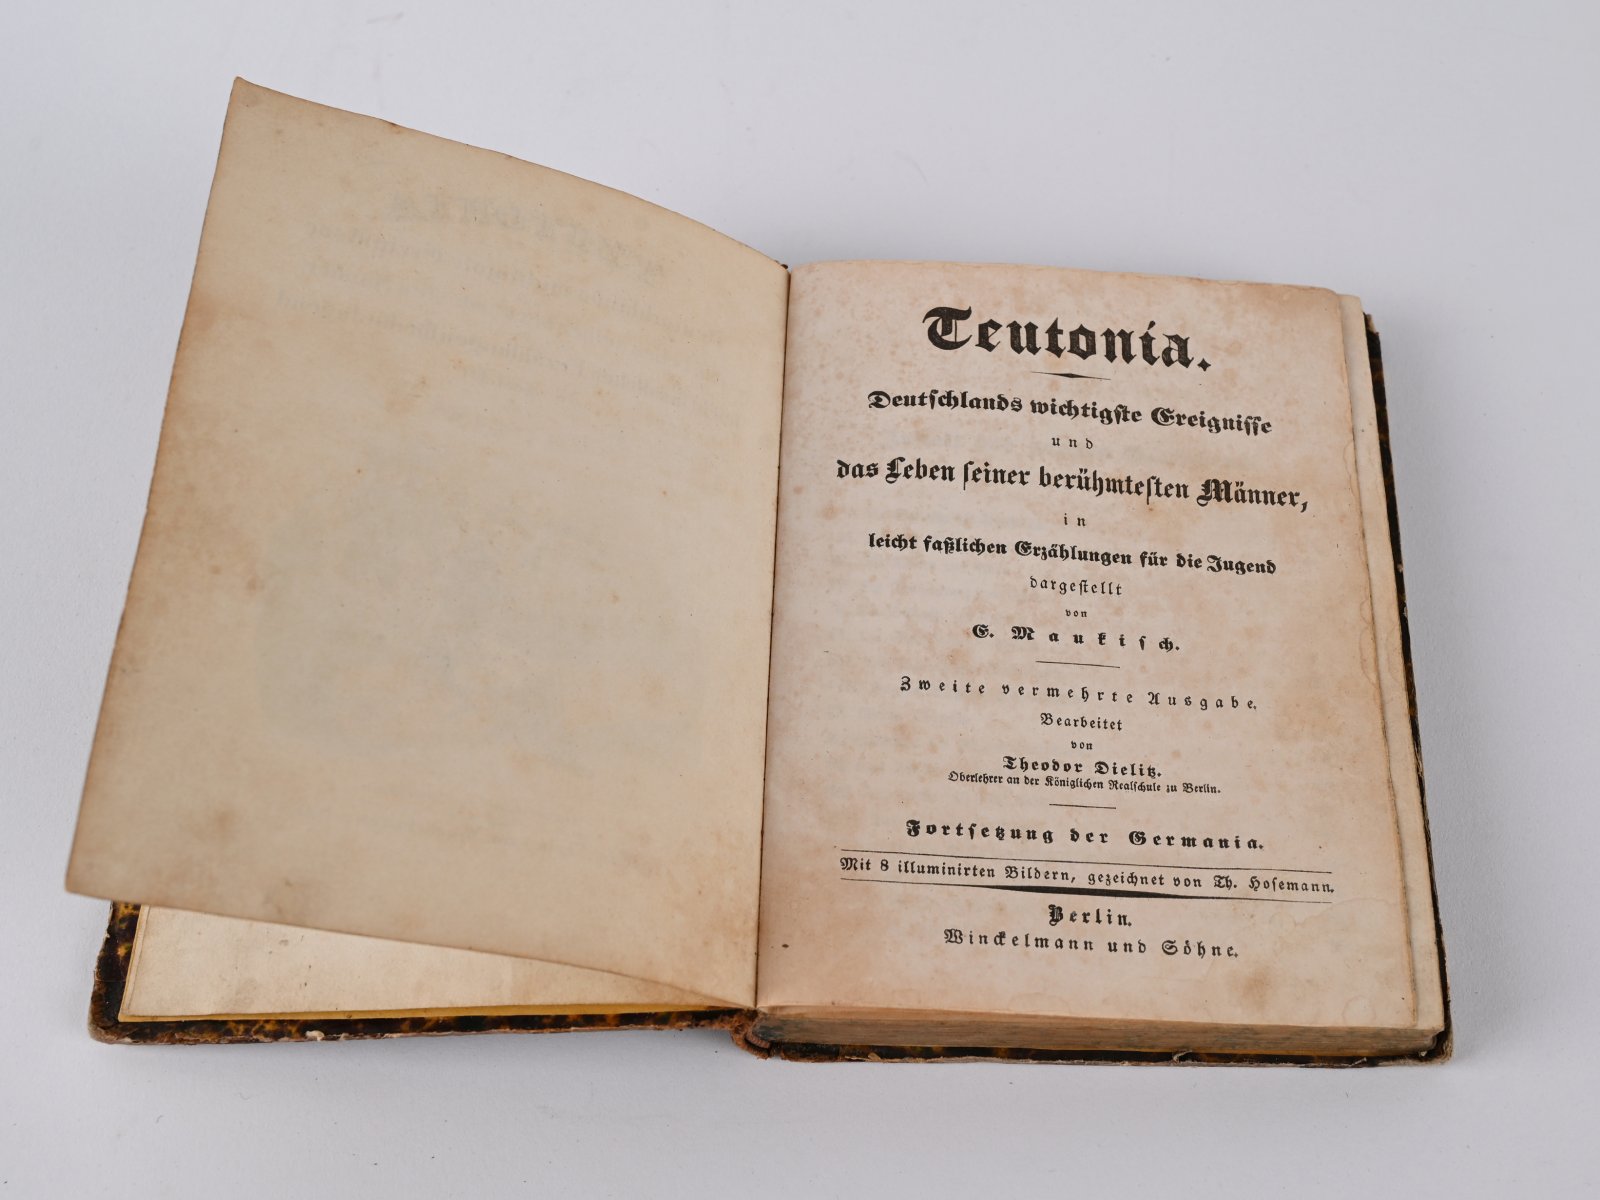 Teutonia.
Deutſchlands wichtigſte Ereigniſſe
und
das Leben ſeiner berühmteſten Männer,
in
leicht faßlichen Erzählungen für die Jugend
dargeſtellt
von
E. Maukiſch.
Zweite vermehrte Ausgabe.
Bearbeitet
von
Theodor Dielitz.
Oberlehrer an der Königlichen Realſchule zu Berlin.
Fortſetzung der Germania.
Mit 8 illuminirten Bildern, gezeichnet von Th. Hoſemann.
Berlin.
Winckelmann und Söhne.